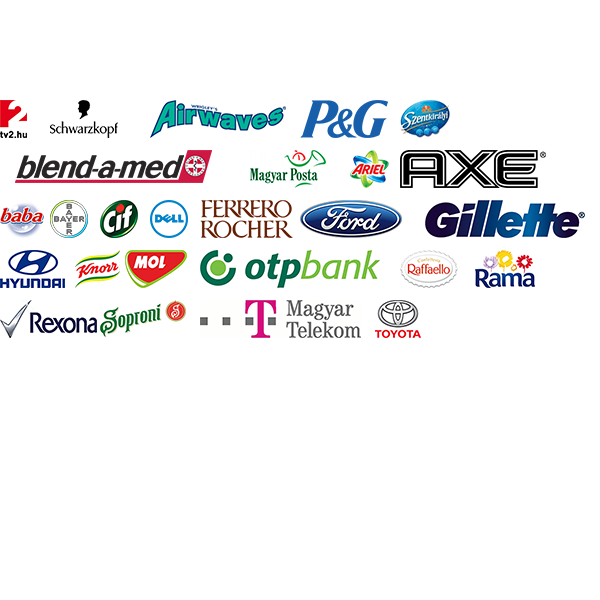 2 Schwarzkopf WRIGLEY'S Airwaves® P&G Szentkirályi
tv2.hu
blend-a-med Magyar Posta ARIEL AXE®
baba BAYER BAYER Cif DELL FERRERO ROCHER Ford Gillette®
HYUNDAI Knorr MOL otpbank Raffaello Rama
Rexona Soproni T Magyar Telekom TOYOTA